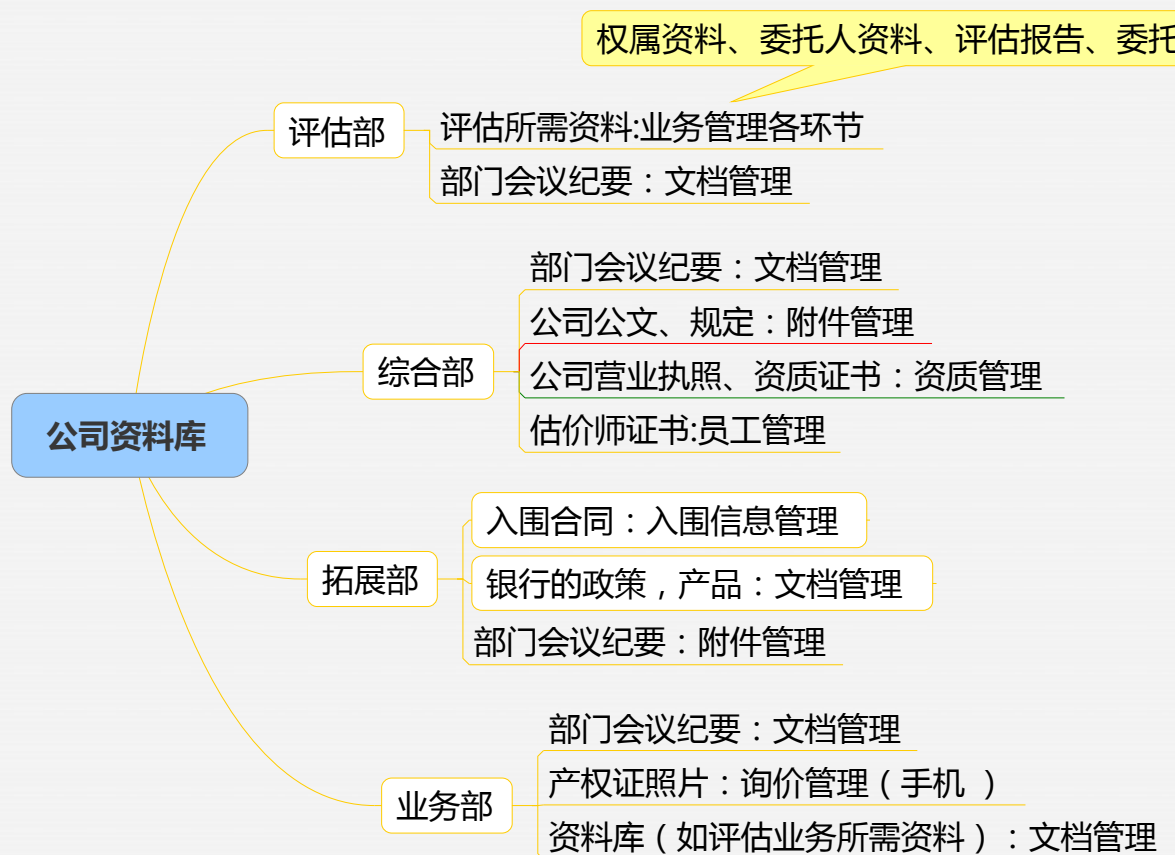 权属资料、委托人资料、评估报告、委托
评估部
评估所需资料:业务管理各环节
部门会议纪要：文档管理
综合部
部门会议纪要：文档管理
公司公文、规定：附件管理
公司营业执照、资质证书：资质管理
估价师证书:员工管理
公司资料库
拓展部
入围合同：入围信息管理
银行的政策，产品：文档管理
部门会议纪要：附件管理
业务部
部门会议纪要：文档管理
产权证照片：询价管理（手机 ）
资料库（如评估业务所需资料）：文档管理